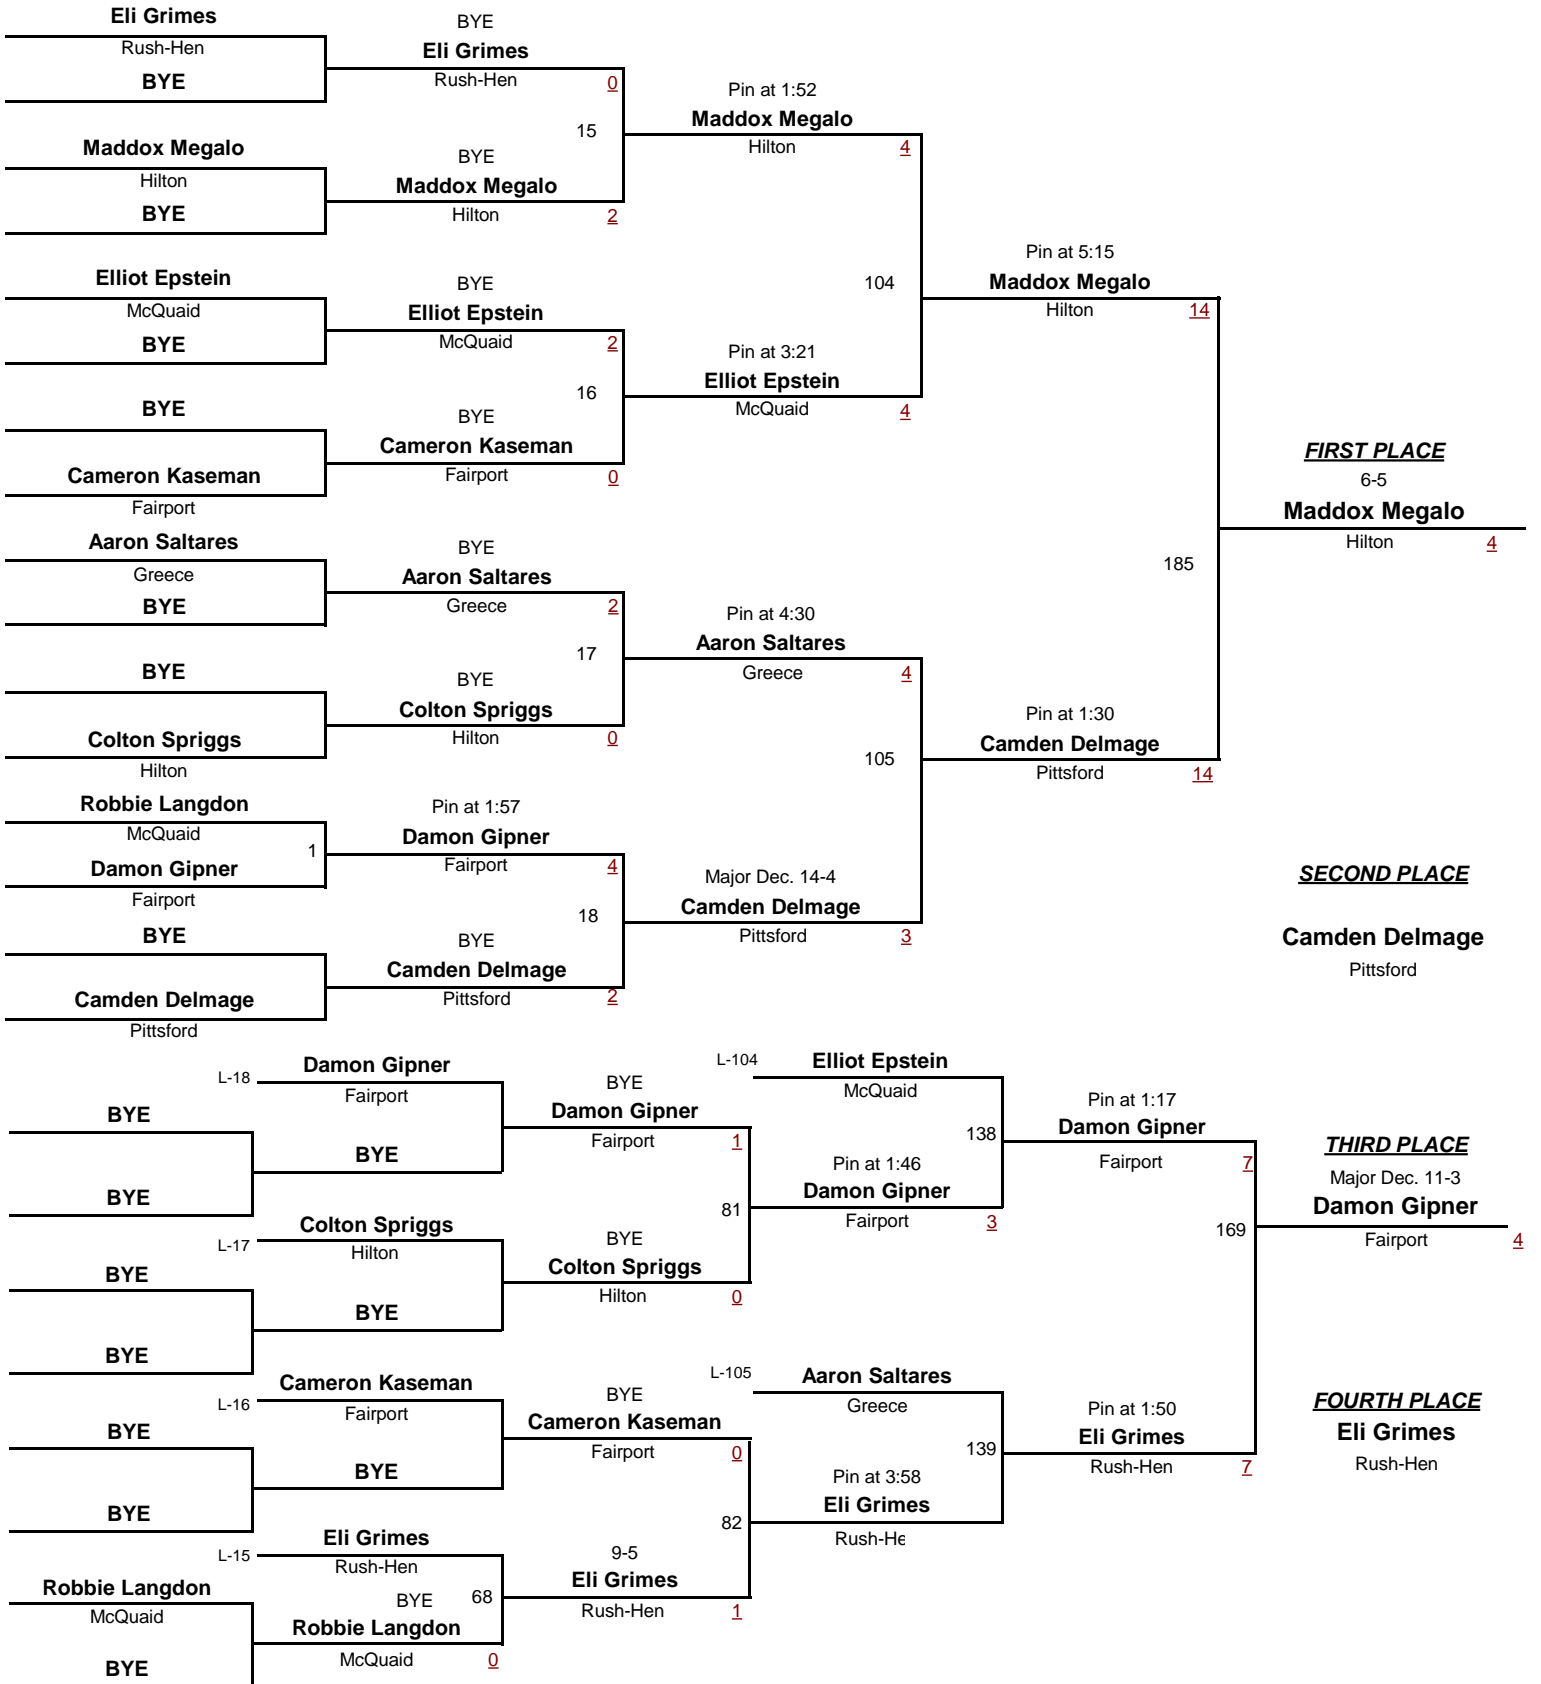 Eli Grimes
Rush-Hen
BYE
Maddox Megalo
Hilton
BYE
Elliot Epstein
McQuaid
BYE
BYE
Cameron Kaseman
Fairport
Aaron Saltares
Greece
BYE
BYE
Colton Spriggs
Hilton
Robbie Langdon
McQuaid
1
Damon Gipner
Fairport
BYE
Camden Delmage
Pittsford
BYE
Eli Grimes
Rush-Hen
0
15
BYE
Maddox Megalo
Hilton
2
BYE
Elliot Epstein
McQuaid
2
16
BYE
Cameron Kaseman
Fairport
0
BYE
Aaron Saltares
Greece
2
17
BYE
Colton Spriggs
Hilton
0
Pin at 1:57
Damon Gipner
Fairport
4
18
BYE
Camden Delmage
Pittsford
2
Pin at 1:52
Maddox Megalo
Hilton
4
104
Pin at 3:21
Elliot Epstein
McQuaid
4
Pin at 4:30
Aaron Saltares
Greece
4
105
Major Dec. 14-4
Camden Delmage
Pittsford
3
Pin at 5:15
Maddox Megalo
Hilton
14
185
Pin at 1:30
Camden Delmage
Pittsford
14
FIRST PLACE
6-5
Maddox Megalo
Hilton
4
SECOND PLACE
Camden Delmage
Pittsford
BYE
BYE
BYE
BYE
BYE
BYE
Robbie Langdon
McQuaid
BYE
L-18
Damon Gipner
Fairport
BYE
L-17
Colton Spriggs
Hilton
BYE
L-16
Cameron Kaseman
Fairport
BYE
L-15
Eli Grimes
Rush-Hen
68
BYE
Robbie Langdon
McQuaid
0
BYE
Damon Gipner
Fairport
1
81
BYE
Colton Spriggs
Hilton
0
BYE
Cameron Kaseman
Fairport
0
82
9-5
Eli Grimes
Rush-Hen
1
L-104
Elliot Epstein
McQuaid
138
Pin at 1:46
Damon Gipner
Fairport
3
L-105
Aaron Saltares
Greece
139
Pin at 3:58
Eli Grimes
Rush-He
Pin at 1:17
Damon Gipner
Fairport
7
169
Pin at 1:50
Eli Grimes
Rush-Hen
7
THIRD PLACE
Major Dec. 11-3
Damon Gipner
Fairport
4
FOURTH PLACE
Eli Grimes
Rush-Hen